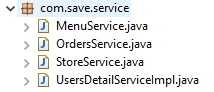 com.save.service
MenuService.java
OrdersService.java
StoreService.java
UsersDetailServiceImpl.java